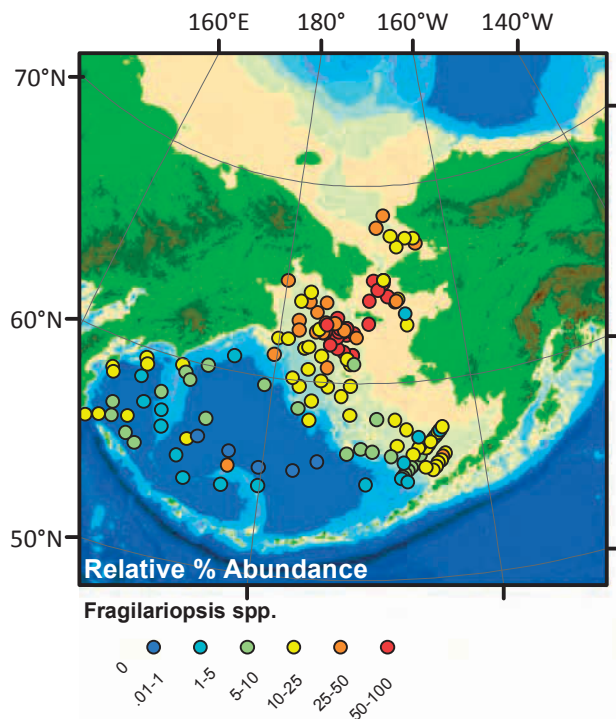 160°E 180° 160°W 140°W
70°N
60°N
50°N
Relative % Abundance
Fragilariopsis spp.
0 .01-1 1-5 5-10 10-25 25-50 50-100